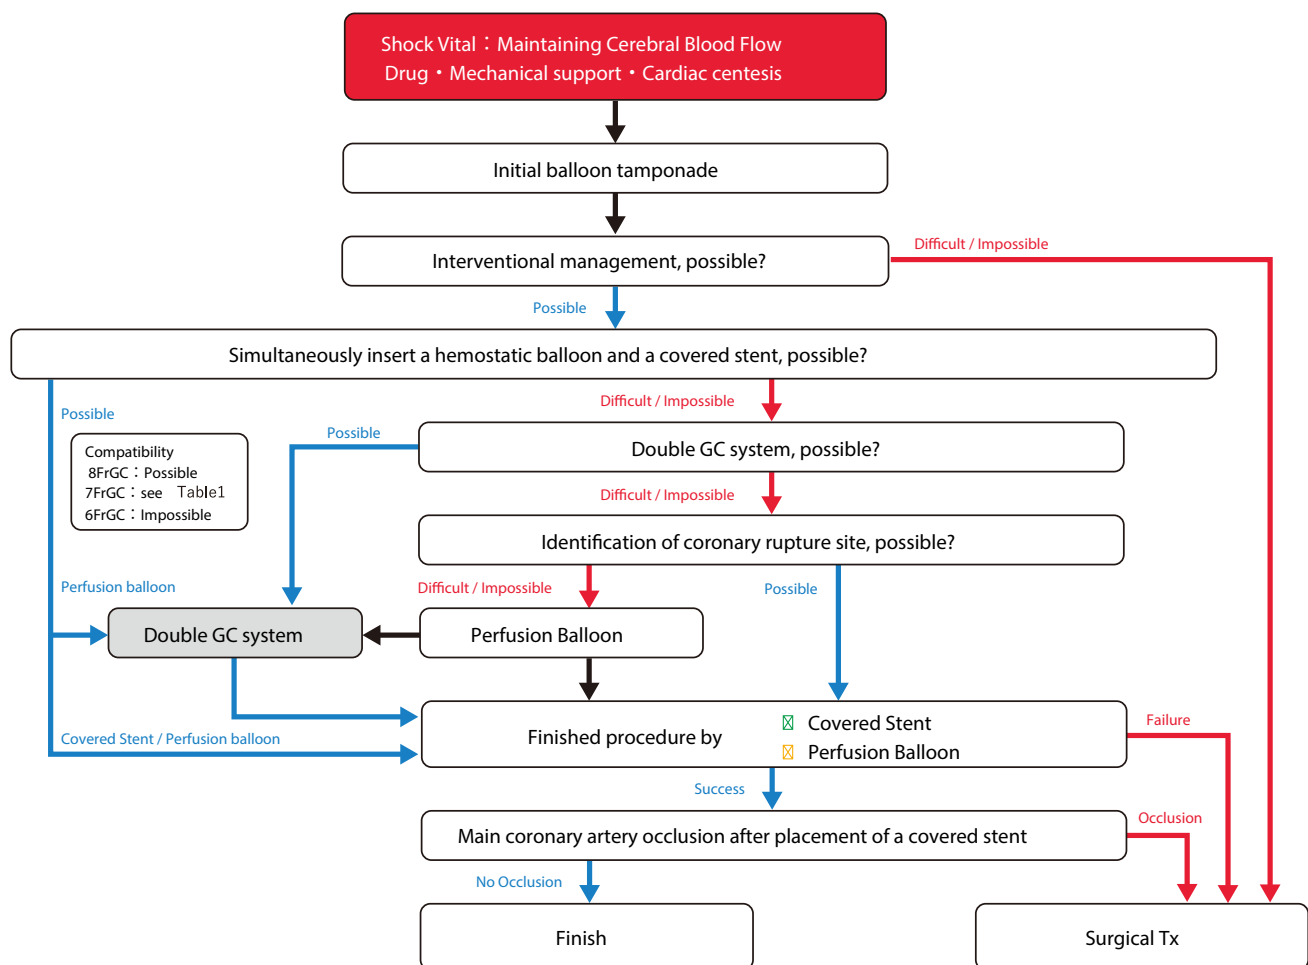 Shock Vital：Maintaining Cerebral Blood Flow
Drug・Mechanical support・Cardiac centesis
Initial balloon tamponade
Interventional management, possible?
Difficult / Impossible
Possible
Simultaneously insert a hemostatic balloon and a covered stent, possible?
Possible
Difficult / Impossible
Compatibility
8FrGC：Possible
7FrGC：see Table1
6FrGC：Impossible
Possible
Double GC system, possible?
Difficult / Impossible
Identification of coronary rupture site, possible?
Perfusion balloon
Difficult / Impossible
Possible
Double GC system
Perfusion Balloon
Covered Stent / Perfusion balloon
Finished procedure by
Covered Stent
Perfusion Balloon
Failure
Success
Main coronary artery occlusion after placement of a covered stent
Occlusion
No Occlusion
Finish
Surgical Tx